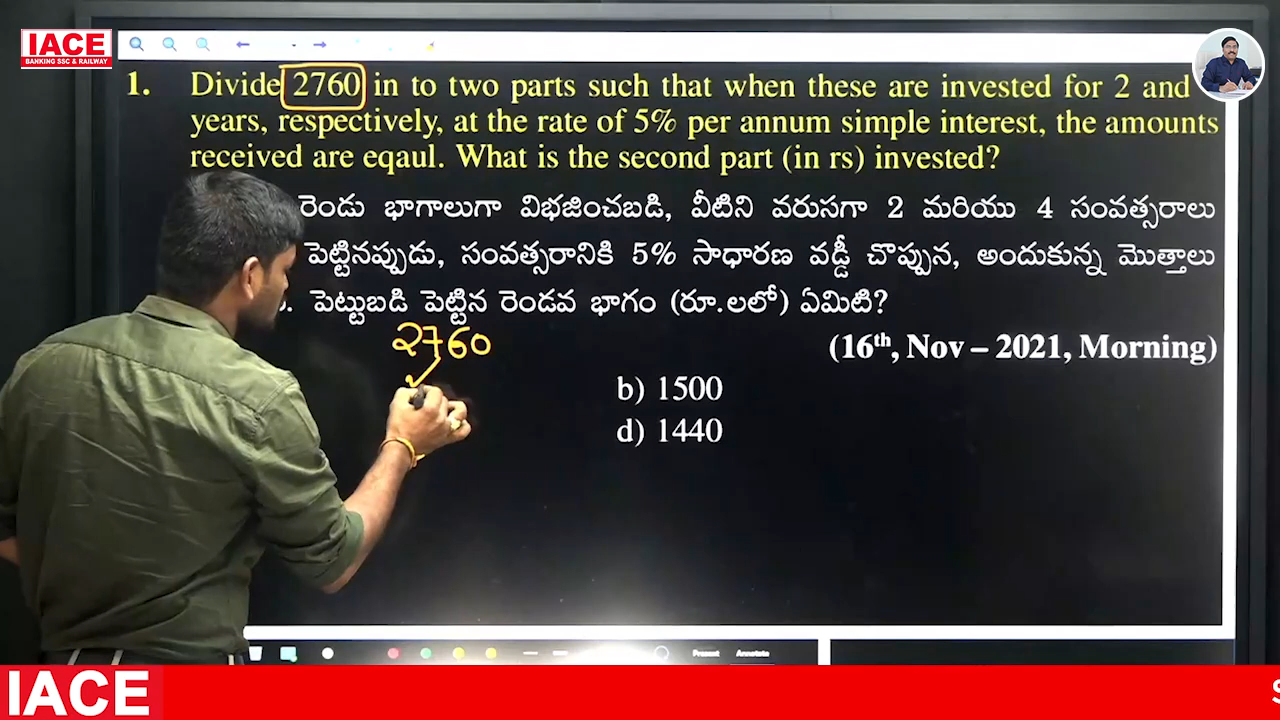 IACE
BANKING SSC & RAILWAY
1. Divide 2760 in to two parts such that when these are invested for 2 and
years, respectively, at the rate of 5% per annum simple interest, the amounts
received are eqaul. What is the second part (in rs) invested?
రెండు భాగాలుగా విభజించబడి, వీటిని వరుసగా 2 మరియు 4 సంవత్సరాలు
పెట్టినప్పుడు, సంవత్సరానికి 5% సాధారణ వడ్డీ చొప్పున, అందుకున్న మొత్తాలు
పెట్టుబడి పెట్టిన రెండవ భాగం (రూ.లలో) ఏమిటి?
2760
(16th, Nov – 2021, Morning)
b) 1500
d) 1440
Present Annotate
IACE